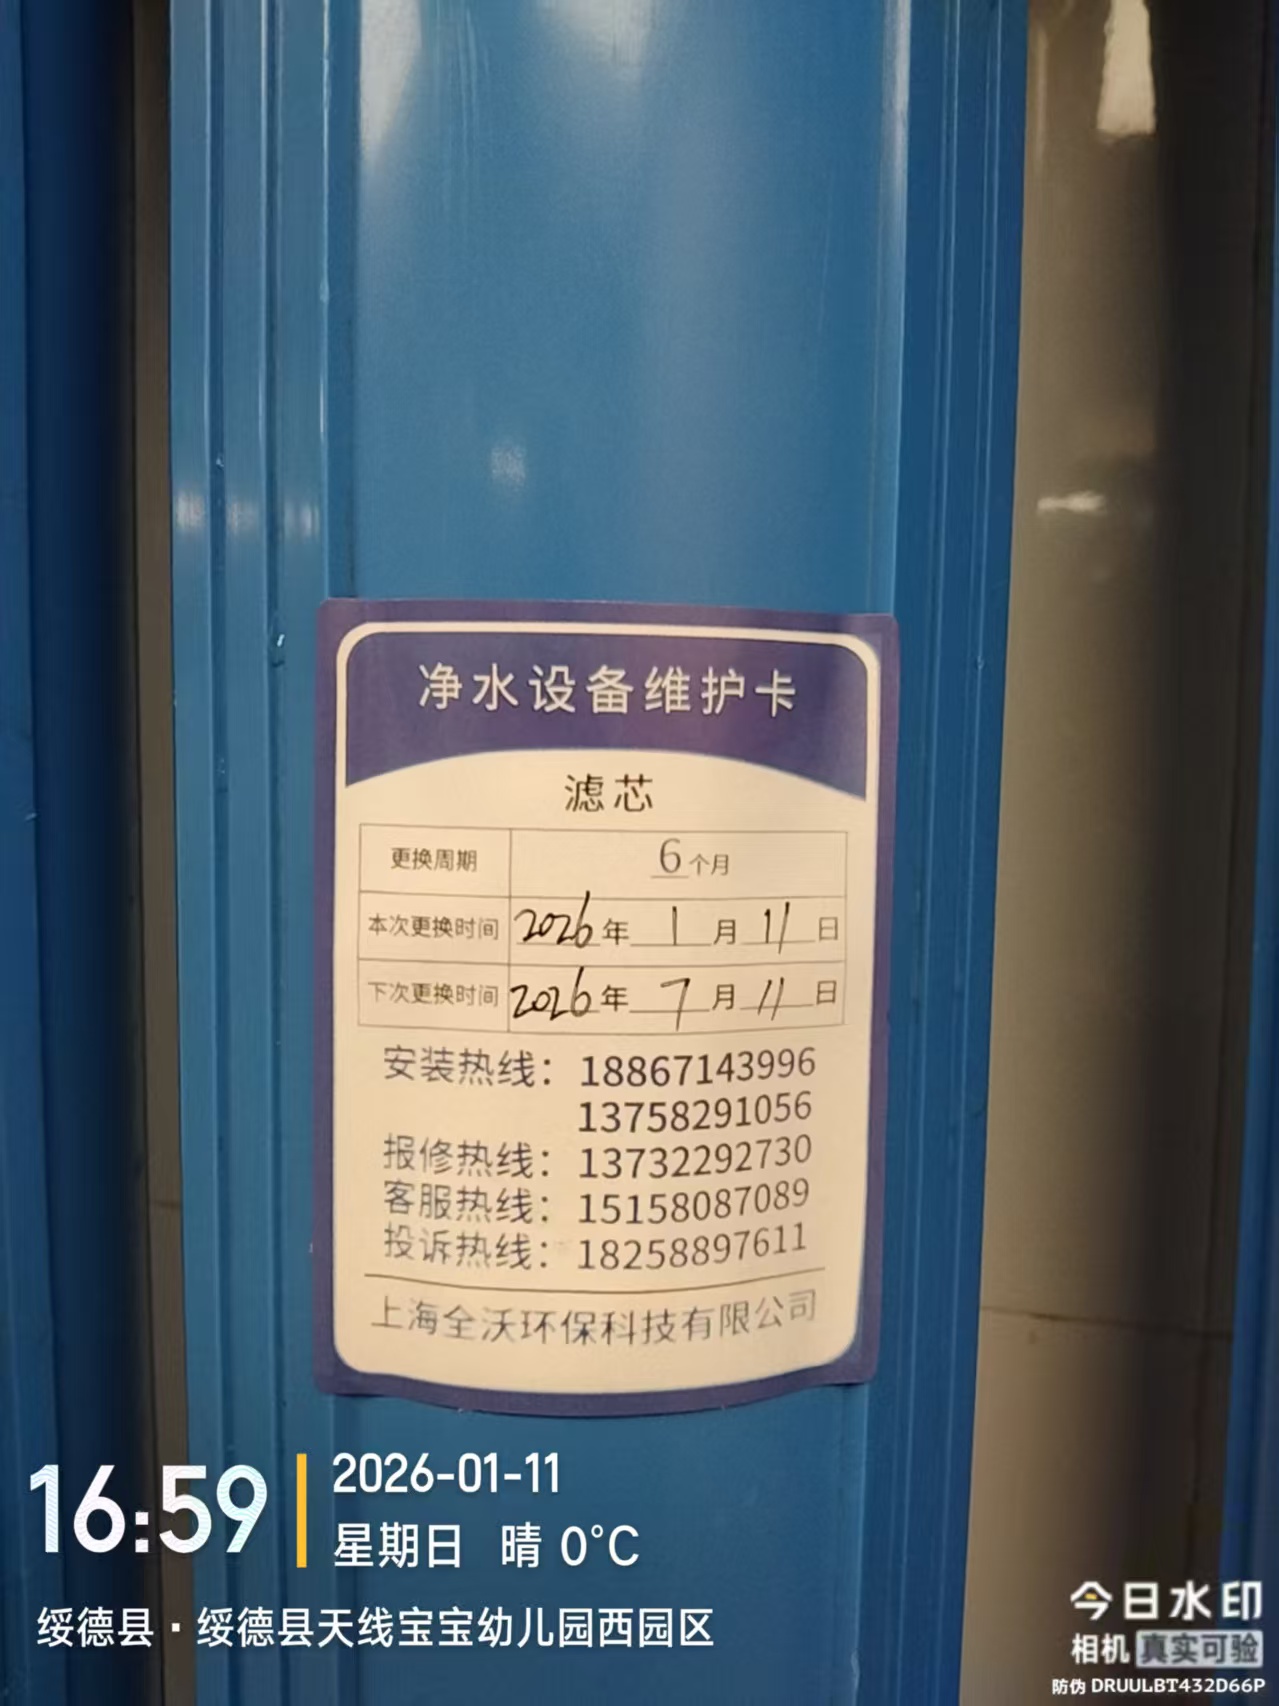 净水设备维护卡
滤芯
更换周期 6个月
本次更换时间 2026年 1月 11日
下次更换时间 2026年 7月 11日
安装热线：18867143996
13758291056
报修热线：13732292730
客服热线：15158087089
投诉热线：18258897611
上海全沃环保科技有限公司
16:59
2026-01-11
星期日 晴 0°C
绥德县·绥德县天线宝宝幼儿园西园区
今日水印
相机 真实可验
防伪 DRUULBT432D66P